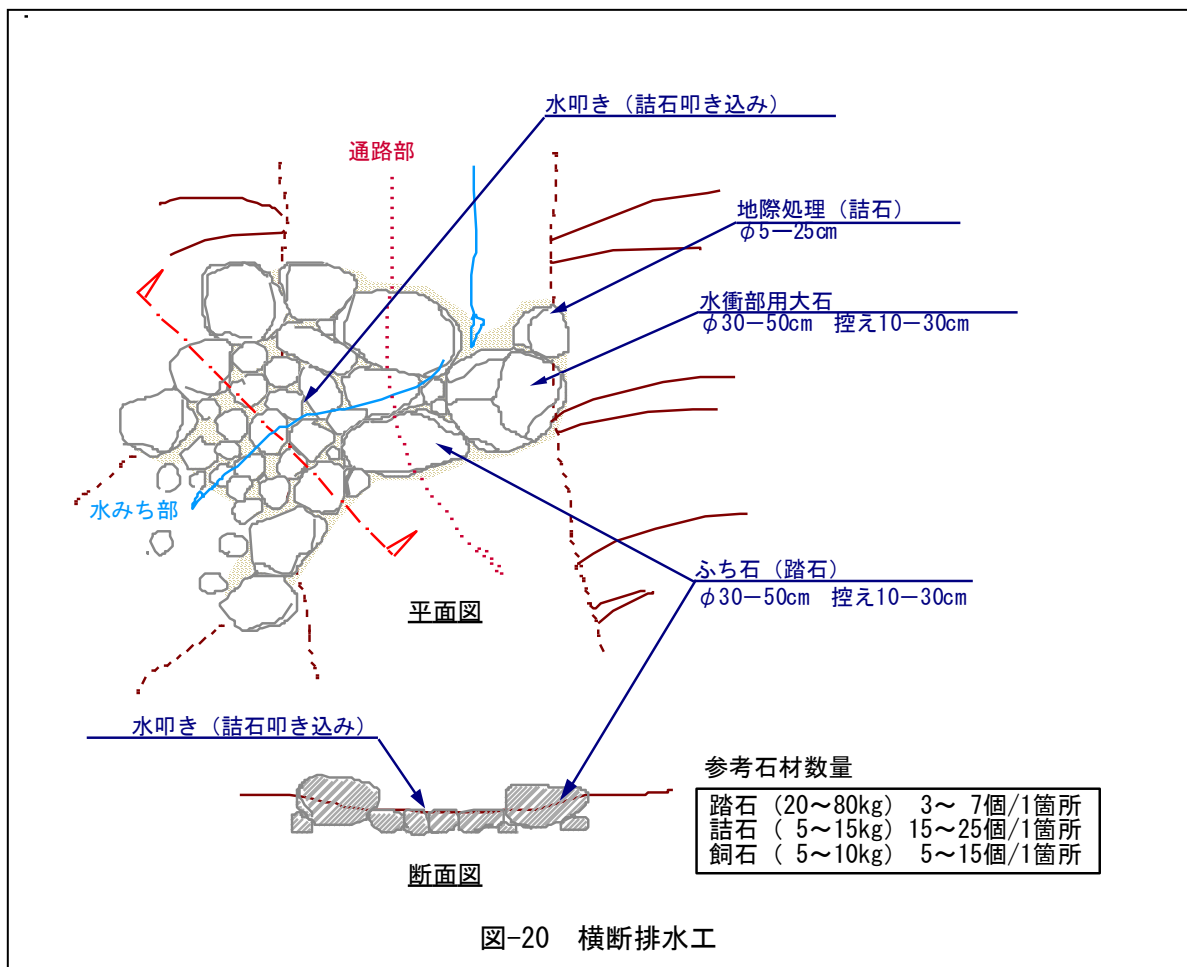 水叩き（詰石叩き込み）
通路部
地際処理（詰石）
φ5―25cm
水衝部用大石
φ30－50cm　控え10－30cm
水みち部
ふち石（踏石）
φ30－50cm　控え10－30cm
平面図
水叩き（詰石叩き込み）
参考石材数量
踏石（20～80kg）　3～ 7個/1箇所
詰石（ 5～15kg）15～25個/1箇所
飼石（ 5～10kg）　5～15個/1箇所
断面図
図-20　横断排水工